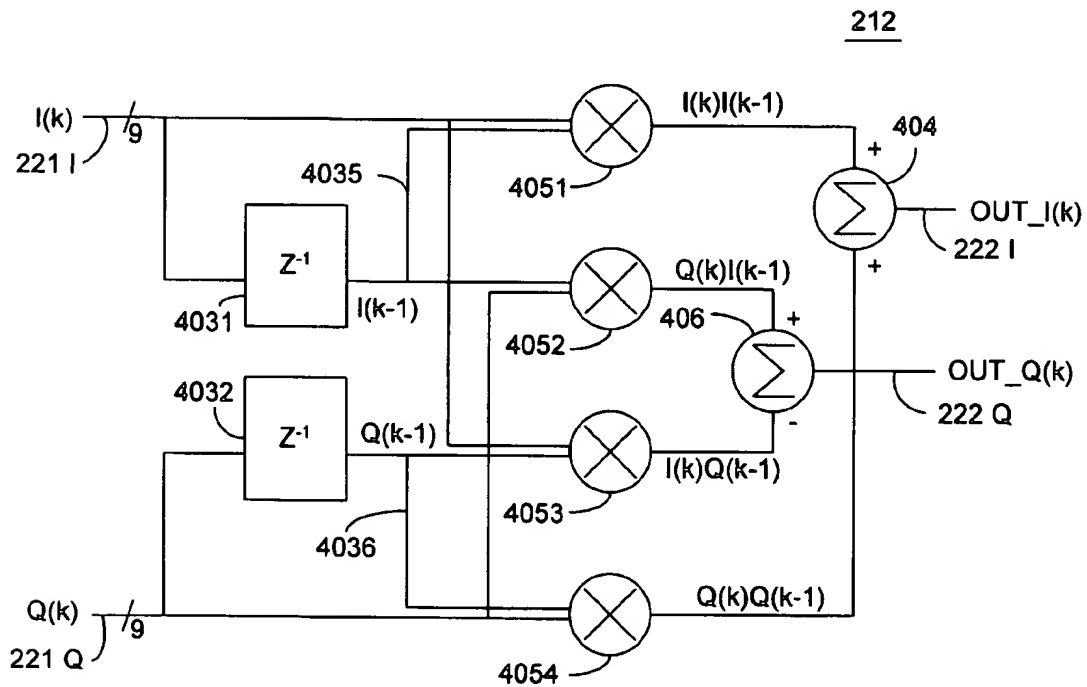 212
I(k)
9
221 I
4035
4051
I(k)I(k-1)
+
404
Σ
OUT_I(k)
222 I
+
Z⁻¹
4031
I(k-1)
4052
Q(k)I(k-1)
406
+
Σ
OUT_Q(k)
222 Q
-
4032
Z⁻¹
Q(k-1)
4036
4053
I(k)Q(k-1)
Q(k)
9
221 Q
4054
Q(k)Q(k-1)